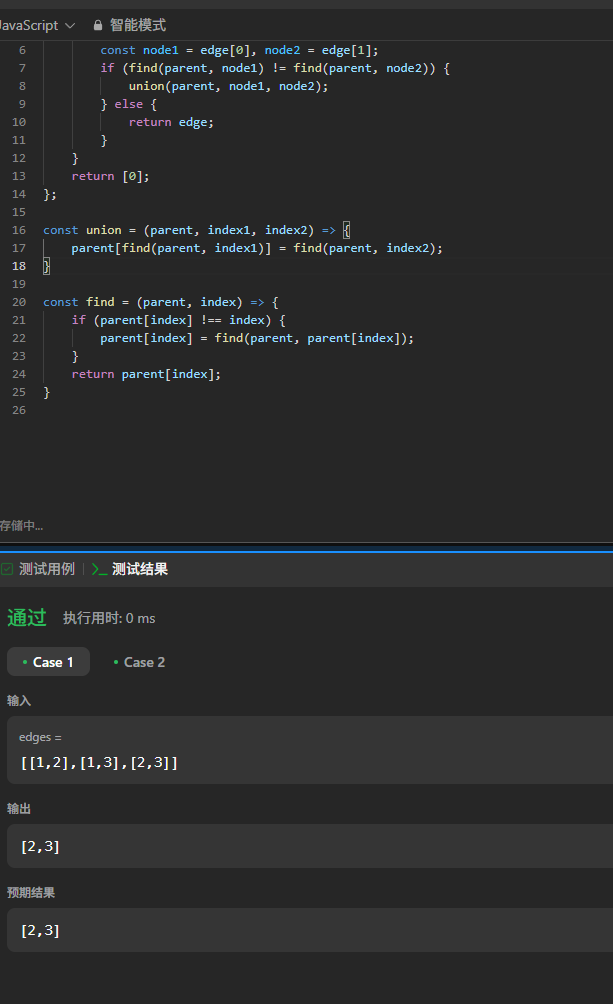 JavaScript 智能模式
6 const node1 = edge[0], node2 = edge[1];
7 if (find(parent, node1) != find(parent, node2)) {
8 union(parent, node1, node2);
9 } else {
10 return edge;
11 }
12 }
13 return [0];
14 };
15
16 const union = (parent, index1, index2) => {
17 parent[find(parent, index1)] = find(parent, index2);
18 }
19
20 const find = (parent, index) => {
21 if (parent[index] !== index) {
22 parent[index] = find(parent, parent[index]);
23 }
24 return parent[index];
25 }
26
存储中...
测试用例 | >_ 测试结果
通过 执行用时: 0 ms
• Case 1 • Case 2
输入
edges =
[[1,2],[1,3],[2,3]]
输出
[2,3]
预期结果
[2,3]